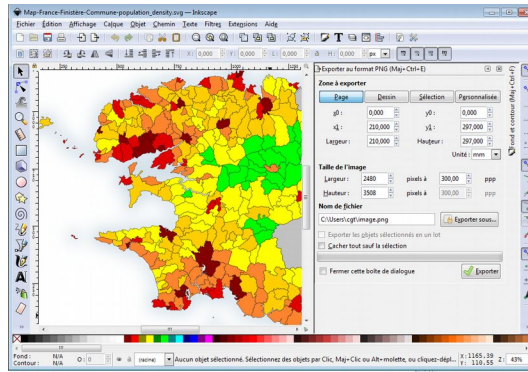 Map-France-Finistère-Commune-population_density.svg — Inkscape
Fichier Édition Affichage Calque Objet Chemin Texte Filtres Extensions Aide
X: 0,000 Y: 0,000 L: 0,000 H: 0,000 px
Exporter au format PNG (Maj+Ctrl+E)
Zone à exporter
Page Dessin Sélection Personnalisée
x0 : 0,000 y0 : 0,000
x1 : 210,000 y1 : 297,000
Largeur : 210,000 Hauteur : 297,000
Unité : mm
Taille de l'image
Largeur : 2480 pixels à 300,00 ppp
Hauteur : 3508 pixels à 300,00 ppp
Nom de fichier
C:\Users\cgt\image.png Exporter sous...
Exporter les objets sélectionnés en un lot
Cacher tout sauf la sélection
Fermer cette boîte de dialogue Exporter
Fond et contour (Maj+Ctrl+F)
Fond : N/A
Contour : N/A
O : 0
Aucun objet sélectionné. Sélectionnez des objets par Clic, Maj+Clic ou Alt+molette, ou cliquez-dépl...
X: 1165.39
Y: 110.55
Z: 43%